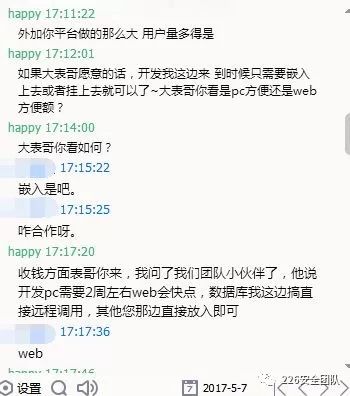 happy 17:11:22
外加你平台做的那么大 用户量多得是
happy 17:12:01
如果大表哥愿意的话，开发我这边来 到时候只需要嵌入
上去或者挂上去就可以了~大表哥你看是pc方便还是web
方便额？
happy 17:14:00
大表哥你看如何？
17:15:22
嵌入是吧。
17:15:25
咋合作呀。
happy 17:17:20
收钱方面表哥你来，我问了我们团队小伙伴了，他说
开发pc需要2周左右web会快点，数据库我这边搞直
接远程调用，其他您那边直接放入即可
17:17:36
web
happy 17:17:46
设置 7 2017-5-7
226安全团队